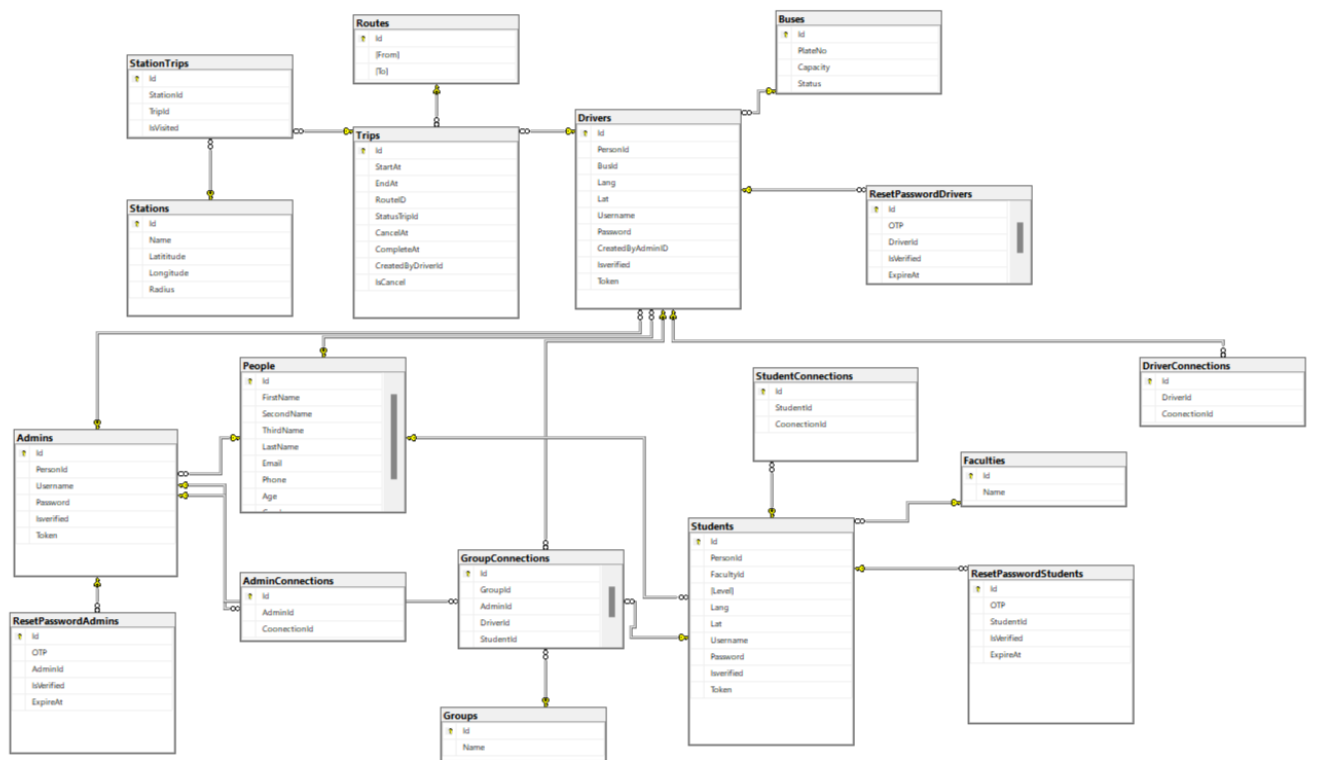 Routes
Id
[From]
[To]
Buses
Id
PlateNo
Capacity
Status
StationTrips
Id
StationId
TripId
IsVisited
Trips
Id
StartAt
EndAt
RouteID
StatusTripId
CancelAt
CompleteAt
CreatedByDriverId
IsCancel
Drivers
Id
PersonId
BusId
Lang
Lat
Username
Password
CreatedByAdminID
Isverified
Token
ResetPasswordDrivers
Id
OTP
DriverId
IsVerified
ExpireAt
Stations
Id
Name
Latititude
Longitude
Radius
People
Id
FirstName
SecondName
ThirdName
LastName
Email
Phone
Age
StudentConnections
Id
StudentId
CoonectionId
DriverConnections
Id
DriverId
CoonectionId
Admins
Id
PersonId
Username
Password
Isverified
Token
Faculties
Id
Name
Students
Id
PersonId
FacultyId
[Level]
Lang
Lat
Username
Password
Isverified
Token
GroupConnections
Id
GroupId
AdminId
DriverId
StudentId
AdminConnections
Id
AdminId
CoonectionId
ResetPasswordStudents
Id
OTP
StudentId
IsVerified
ExpireAt
ResetPasswordAdmins
Id
OTP
AdminId
IsVerified
ExpireAt
Groups
Id
Name